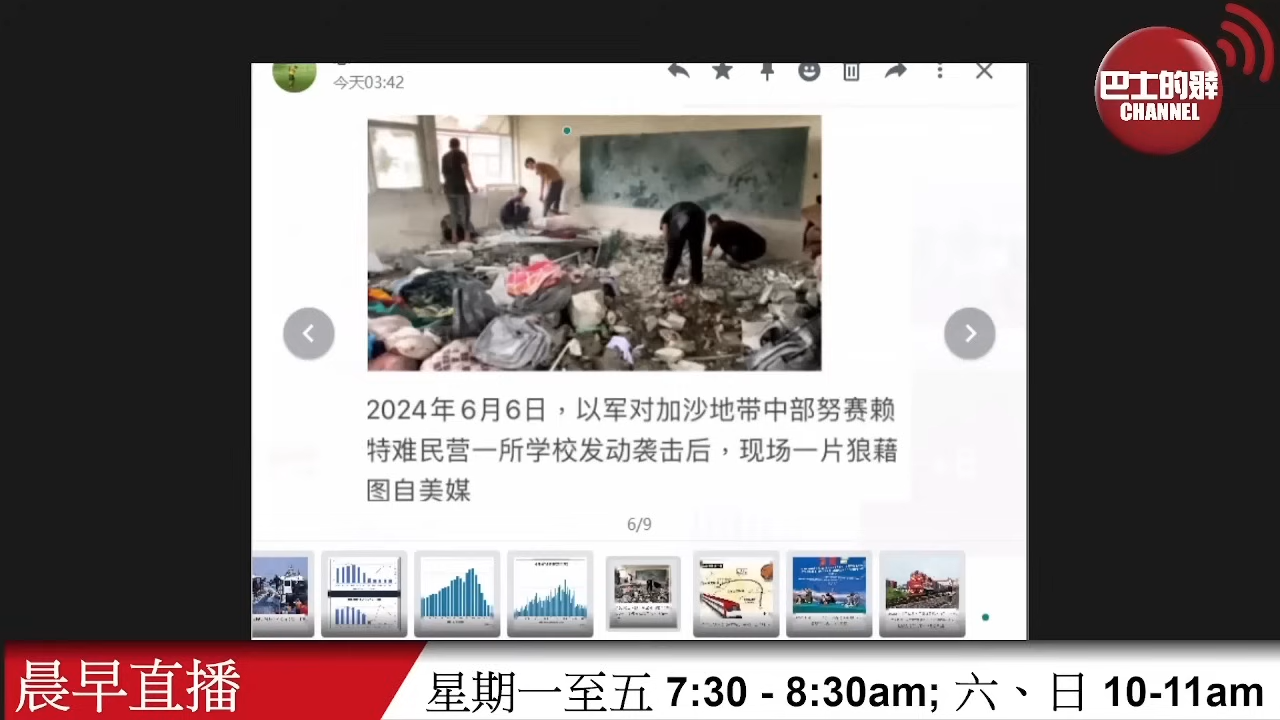 今天03:42
巴士的報
CHANNEL
2024年6月6日，以军对加沙地带中部努赛赖
特难民营一所学校发动袭击后，现场一片狼藉
图自美媒
6/9
晨早直播
星期一至五 7:30 - 8:30am; 六、日 10-11am